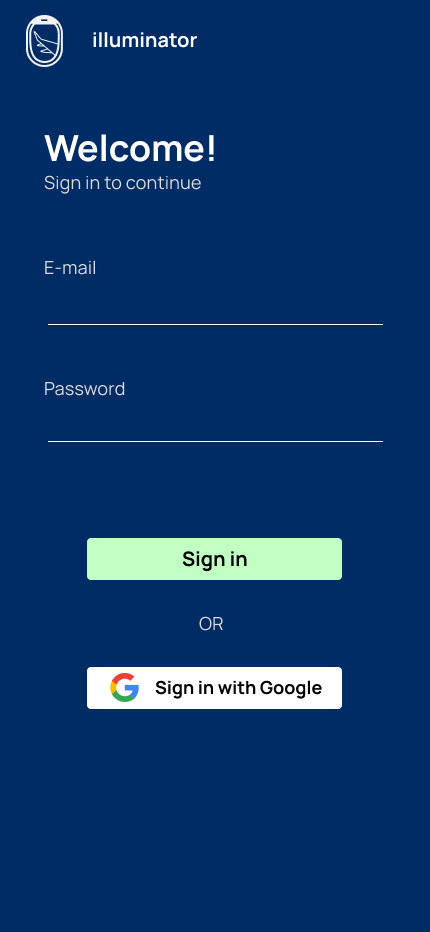 illuminator
Welcome!
Sign in to continue
E-mail
Password
Sign in
OR
Sign in with Google